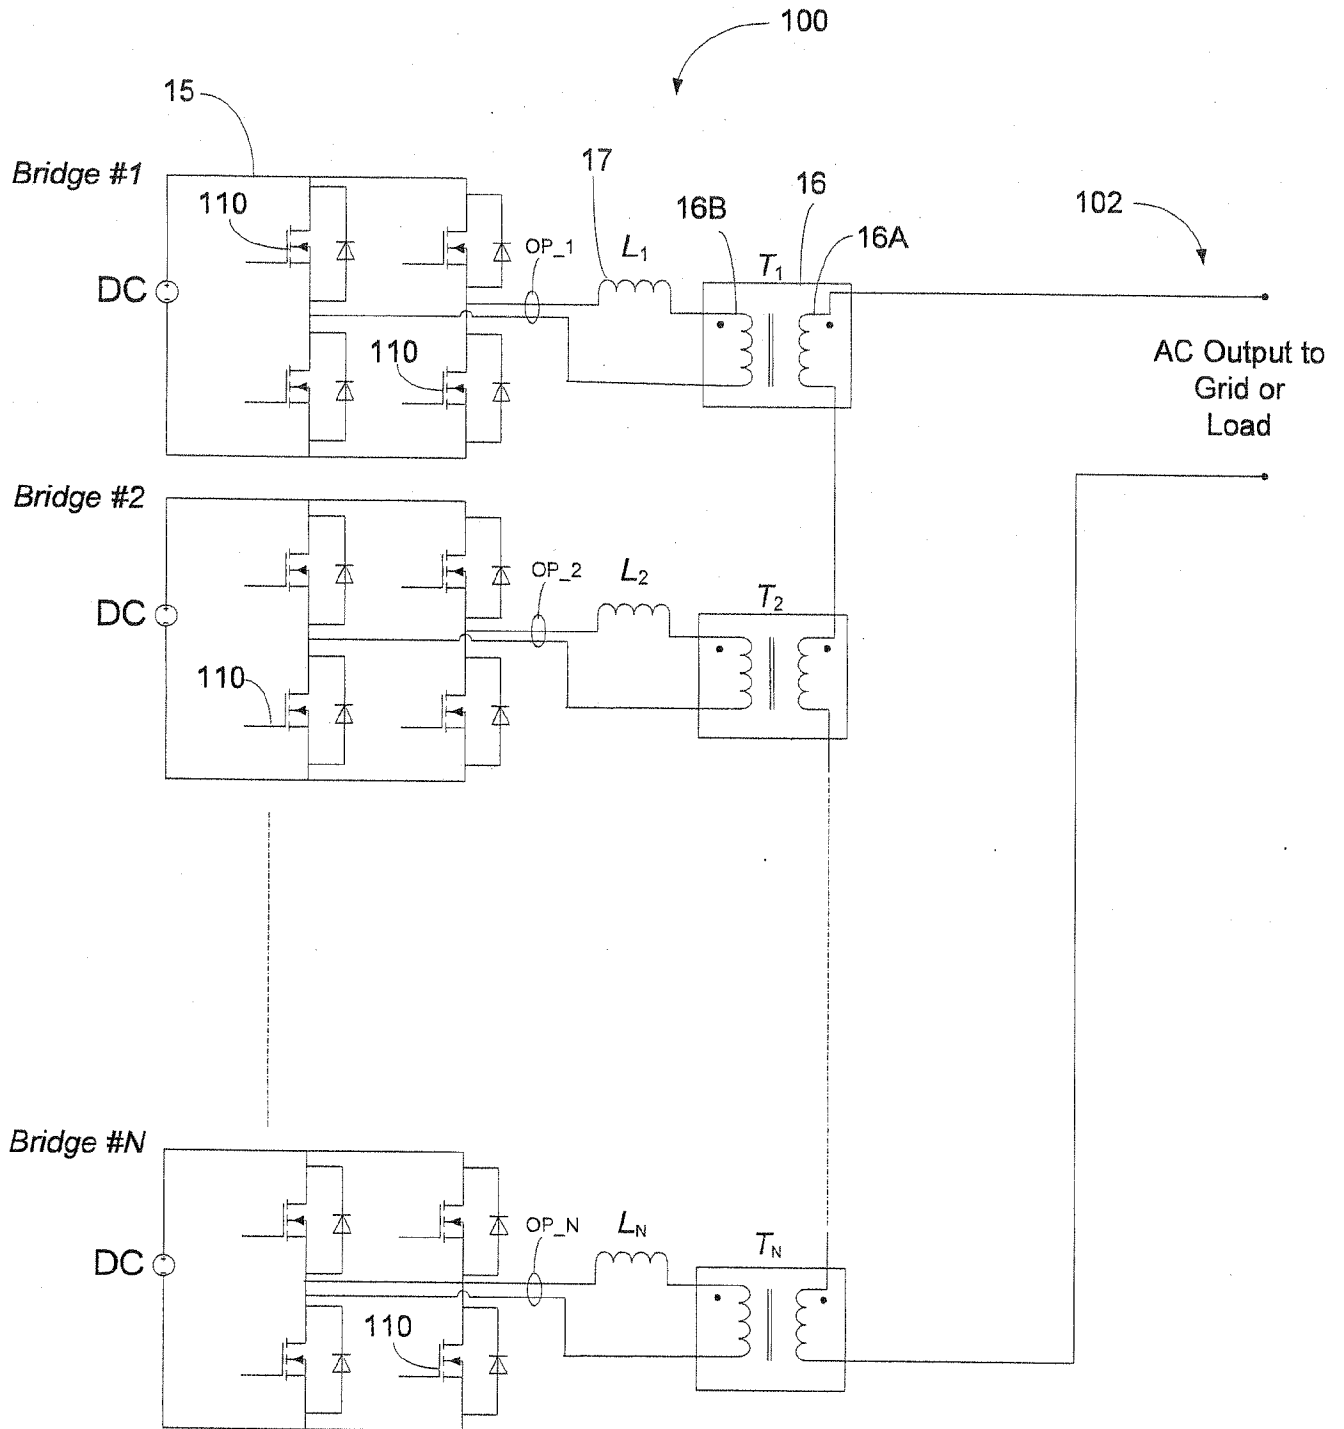 100
15
Bridge #1
110
17
16
16B
16A
102
OP_1
L1
T1
DC
110
AC Output to
Grid or
Load
Bridge #2
OP_2
L2
T2
DC
110
Bridge #N
OP_N
LN
TN
DC
110